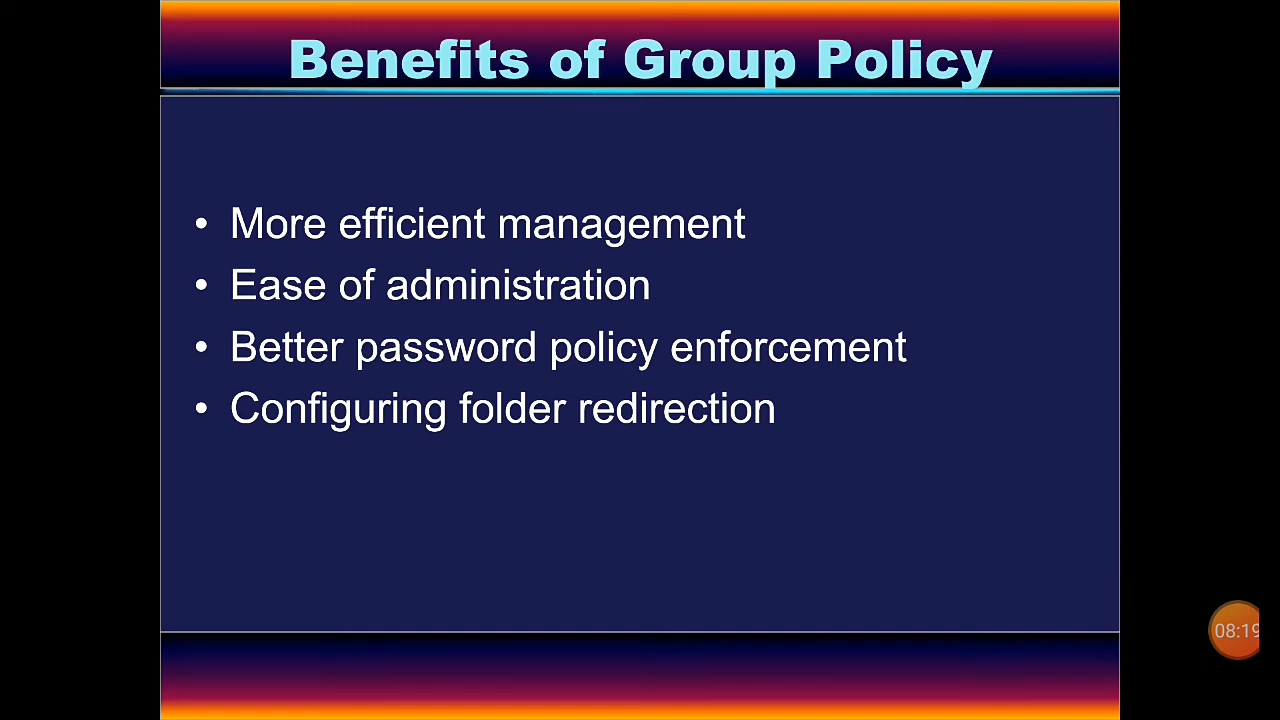 Benefits of Group Policy
• More efficient management
• Ease of administration
• Better password policy enforcement
• Configuring folder redirection
08:19